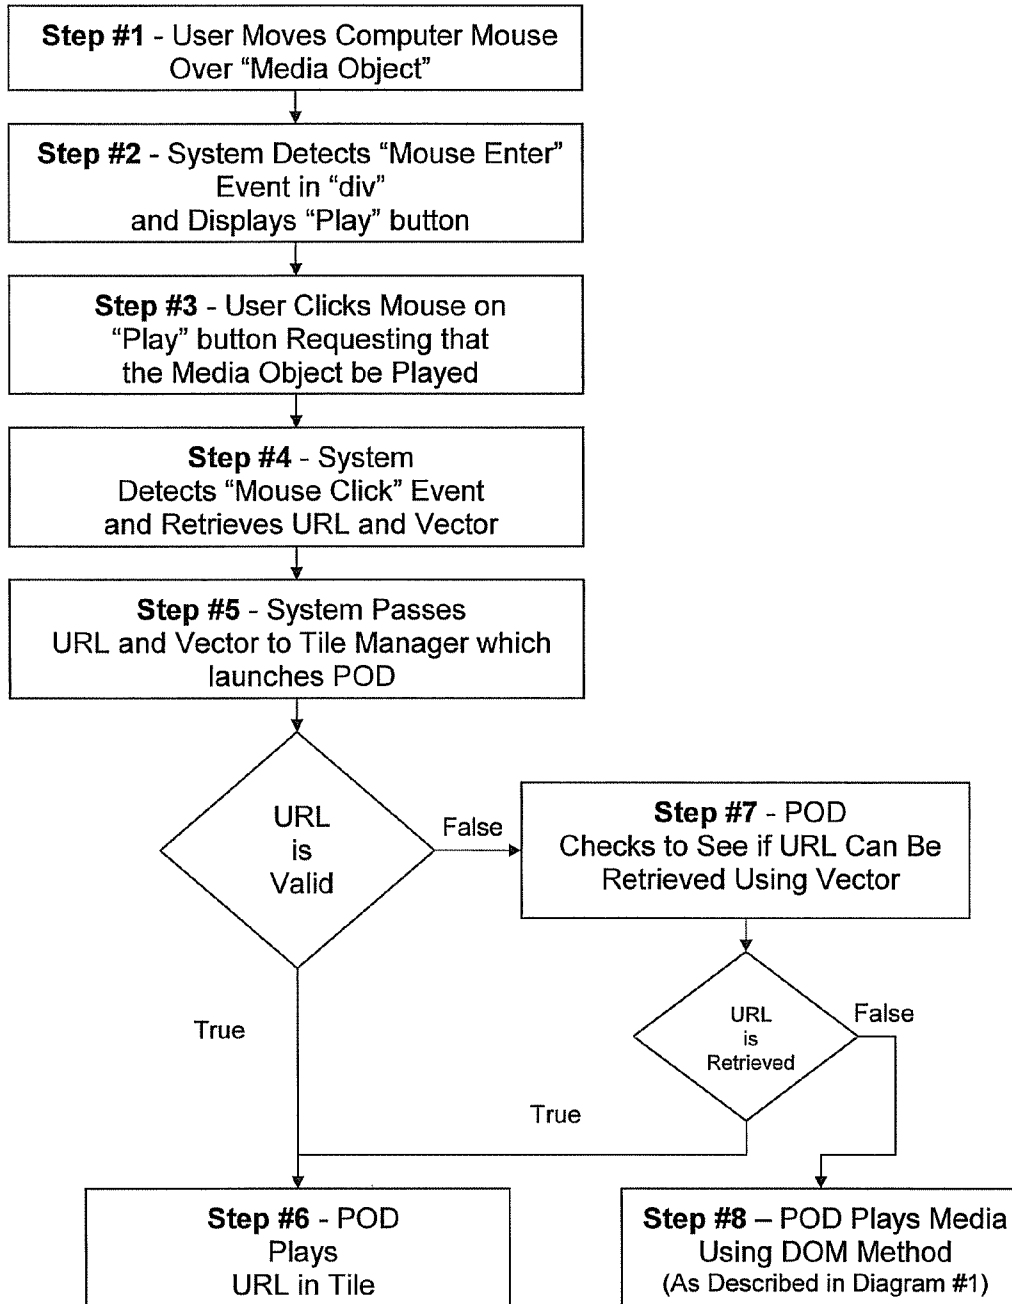 Step #1 - User Moves Computer Mouse
Over “Media Object”
Step #2 - System Detects “Mouse Enter”
Event in “div”
and Displays “Play” button
Step #3 - User Clicks Mouse on
“Play” button Requesting that
the Media Object be Played
Step #4 - System
Detects “Mouse Click” Event
and Retrieves URL and Vector
Step #5 - System Passes
URL and Vector to Tile Manager which
launches POD
URL
is
Valid
False
Step #7 - POD
Checks to See if URL Can Be
Retrieved Using Vector
True
URL
is
Retrieved
False
True
Step #6 - POD
Plays
URL in Tile
Step #8 – POD Plays Media
Using DOM Method
(As Described in Diagram #1)